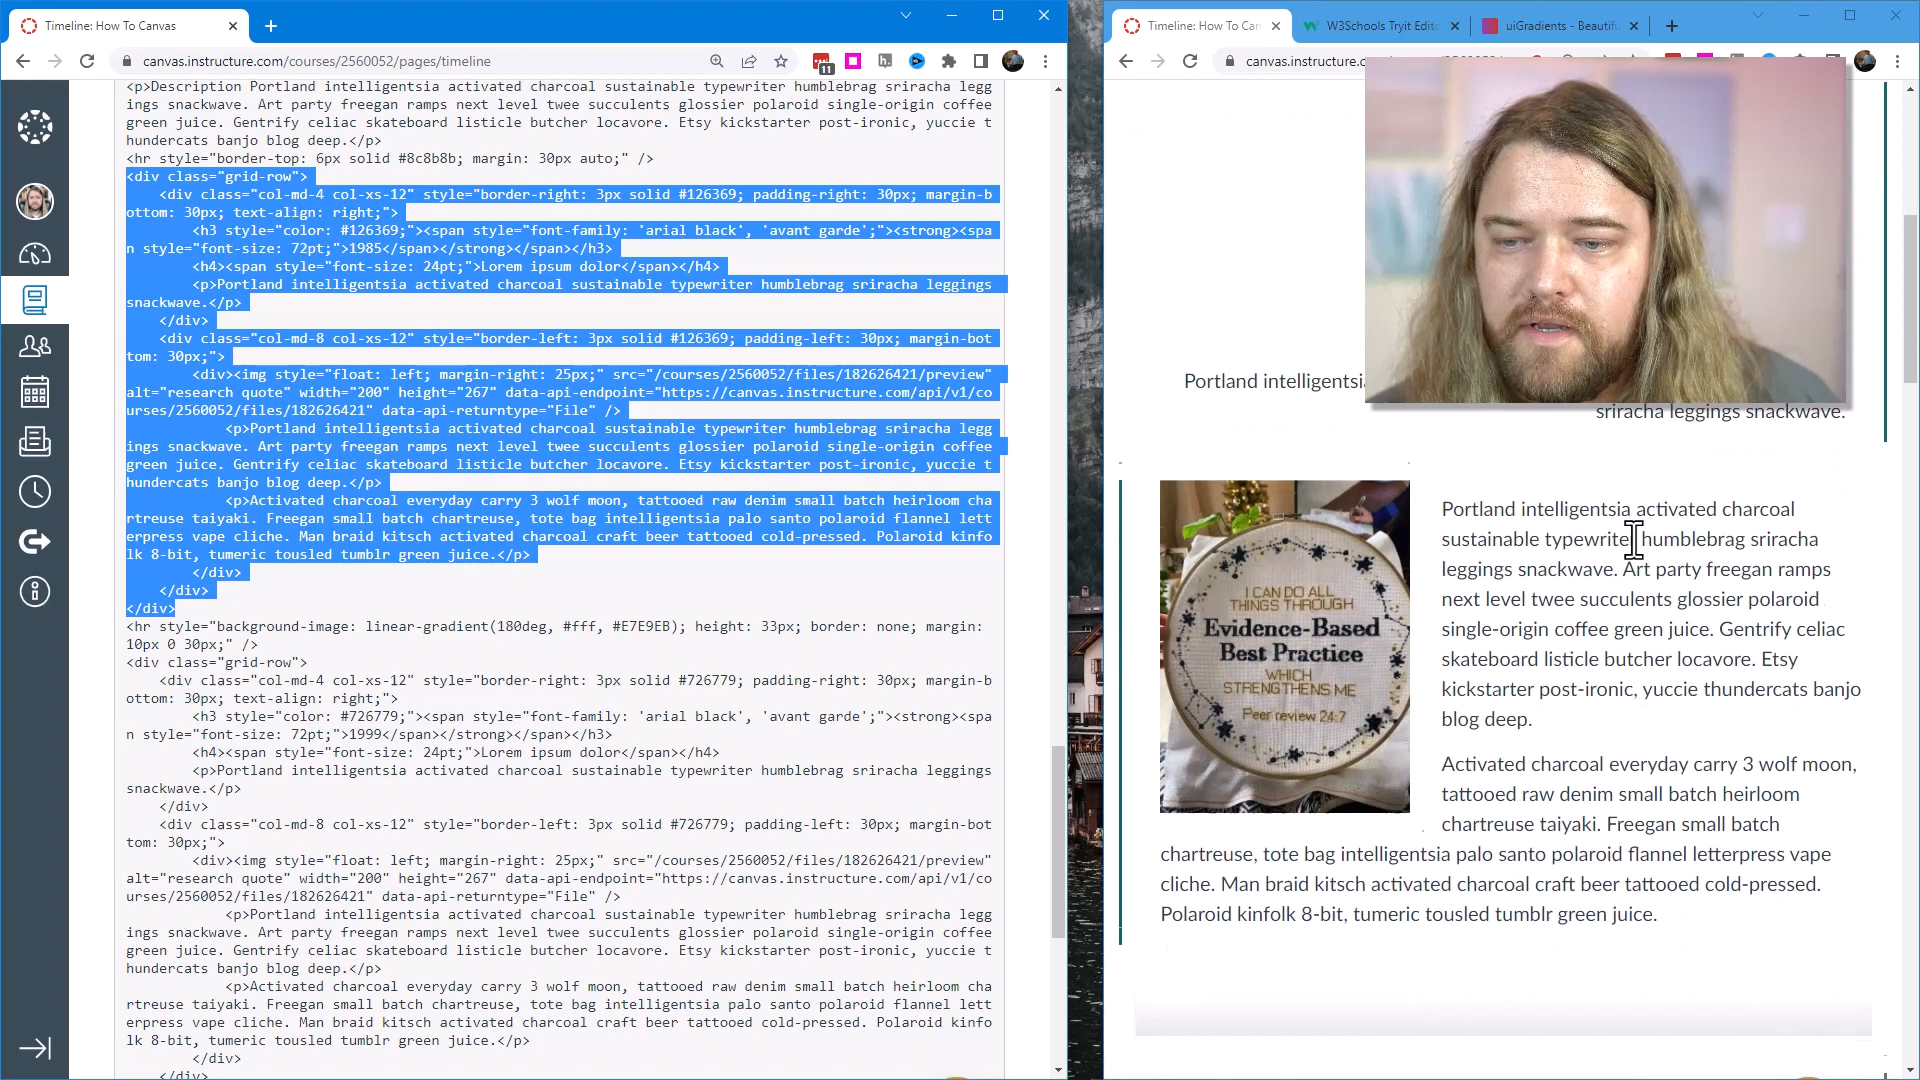 Timeline: How To Canvas
canvas.instructure.com/courses/2560052/pages/timeline
11
<p>Description Portland intelligentsia activated charcoal sustainable typewriter humblebrag sriracha legg
ings snackwave. Art party freegan ramps next level twee succulents glossier polaroid single-origin coffee
green juice. Gentrify celiac skateboard listicle butcher locavore. Etsy kickstarter post-ironic, yuccie t
hundercats banjo blog deep.</p>
<hr style="border-top: 6px solid #8c8b8b; margin: 30px auto;" />
<div class="grid-row">
<div class="col-md-4 col-xs-12" style="border-right: 3px solid #126369; padding-right: 30px; margin-b
ottom: 30px; text-align: right;">
<h3 style="color: #126369;"><span style="font-family: 'arial black', 'avant garde';"><strong><spa
n style="font-size: 72pt;">1985</span></strong></span></h3>
<h4><span style="font-size: 24pt;">Lorem ipsum dolor</span></h4>
<p>Portland intelligentsia activated charcoal sustainable typewriter humblebrag sriracha leggings
snackwave.</p>
</div>
<div class="col-md-8 col-xs-12" style="border-left: 3px solid #126369; padding-left: 30px; margin-bot
tom: 30px;">
<div><img style="float: left; margin-right: 25px;" src="/courses/2560052/files/182626421/preview"
alt="research quote" width="200" height="267" data-api-endpoint="https://canvas.instructure.com/api/v1/co
urses/2560052/files/182626421" data-api-returntype="File" />
<p>Portland intelligentsia activated charcoal sustainable typewriter humblebrag sriracha legg
ings snackwave. Art party freegan ramps next level twee succulents glossier polaroid single-origin coffee
green juice. Gentrify celiac skateboard listicle butcher locavore. Etsy kickstarter post-ironic, yuccie t
hundercats banjo blog deep.</p>
<p>Activated charcoal everyday carry 3 wolf moon, tattooed raw denim small batch heirloom cha
rtreuse taiyaki. Freegan small batch chartreuse, tote bag intelligentsia palo santo polaroid flannel lett
erpress vape cliche. Man braid kitsch activated charcoal craft beer tattooed cold-pressed. Polaroid kinfo
lk 8-bit, tumeric tousled tumblr green juice.</p>
</div>
</div>
</div>
<hr style="background-image: linear-gradient(180deg, #fff, #E7E9EB); height: 33px; border: none; margin:
10px 0 30px;" />
<div class="grid-row">
<div class="col-md-4 col-xs-12" style="border-right: 3px solid #726779; padding-right: 30px; margin-b
ottom: 30px; text-align: right;">
<h3 style="color: #726779;"><span style="font-family: 'arial black', 'avant garde';"><strong><spa
n style="font-size: 72pt;">1999</span></strong></span></h3>
<h4><span style="font-size: 24pt;">Lorem ipsum dolor</span></h4>
<p>Portland intelligentsia activated charcoal sustainable typewriter humblebrag sriracha leggings
snackwave.</p>
</div>
<div class="col-md-8 col-xs-12" style="border-left: 3px solid #726779; padding-left: 30px; margin-bot
tom: 30px;">
<div><img style="float: left; margin-right: 25px;" src="/courses/2560052/files/182626421/preview"
alt="research quote" width="200" height="267" data-api-endpoint="https://canvas.instructure.com/api/v1/co
urses/2560052/files/182626421" data-api-returntype="File" />
<p>Portland intelligentsia activated charcoal sustainable typewriter humblebrag sriracha legg
ings snackwave. Art party freegan ramps next level twee succulents glossier polaroid single-origin coffee
green juice. Gentrify celiac skateboard listicle butcher locavore. Etsy kickstarter post-ironic, yuccie t
hundercats banjo blog deep.</p>
<p>Activated charcoal everyday carry 3 wolf moon, tattooed raw denim small batch heirloom cha
rtreuse taiyaki. Freegan small batch chartreuse, tote bag intelligentsia palo santo polaroid flannel lett
erpress vape cliche. Man braid kitsch activated charcoal craft beer tattooed cold-pressed. Polaroid kinfo
lk 8-bit, tumeric tousled tumblr green juice.</p>
</div>
</div>
Timeline: How To Can
W3Schools Tryit Edito
uiGradients - Beautifu
canvas.instructure.c
Portland intelligentsia
sriracha leggings snackwave.
I CAN DO ALL
THINGS THROUGH
Evidence-Based
Best Practice
WHICH
STRENGTHENS ME
Peer review 24:7
Portland intelligentsia activated charcoal
sustainable typewriter humblebrag sriracha
leggings snackwave. Art party freegan ramps
next level twee succulents glossier polaroid
single-origin coffee green juice. Gentrify celiac
skateboard listicle butcher locavore. Etsy
kickstarter post-ironic, yuccie thundercats banjo
blog deep.
Activated charcoal everyday carry 3 wolf moon,
tattooed raw denim small batch heirloom
chartreuse taiyaki. Freegan small batch
chartreuse, tote bag intelligentsia palo santo polaroid flannel letterpress vape
cliche. Man braid kitsch activated charcoal craft beer tattooed cold-pressed.
Polaroid kinfolk 8-bit, tumeric tousled tumblr green juice.